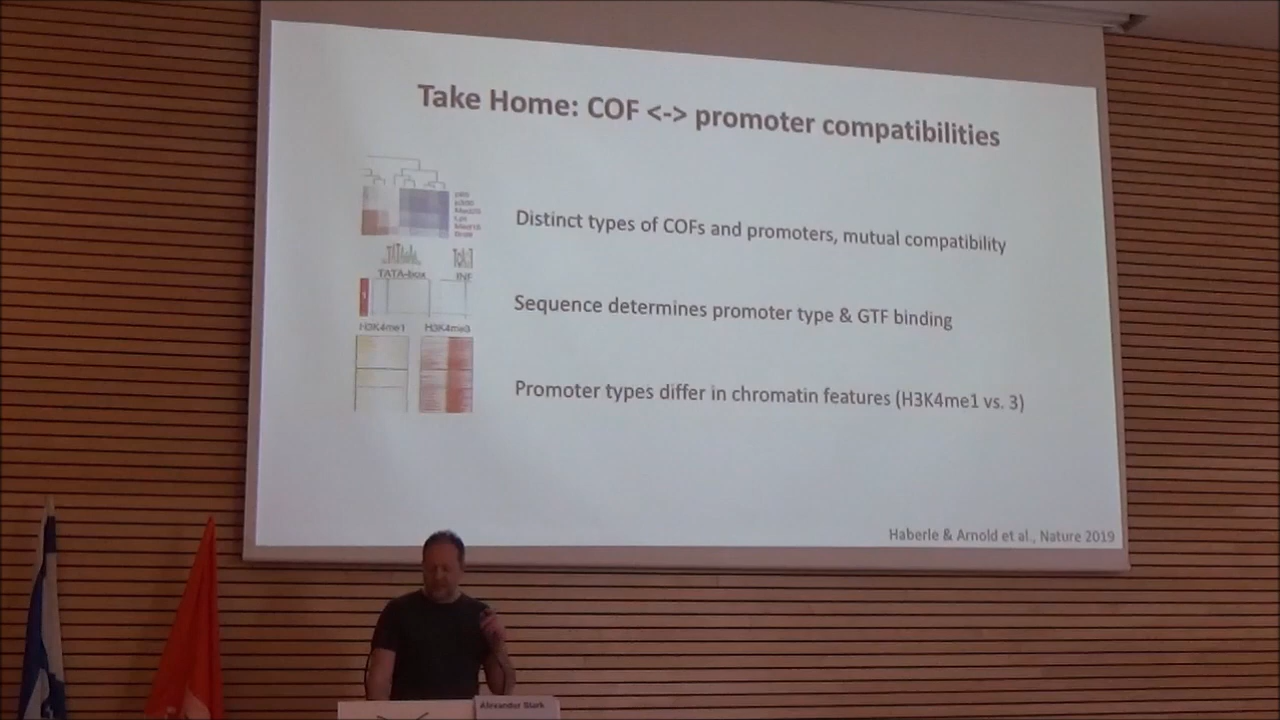 Take Home: COF <-> promoter compatibilities
Distinct types of COFs and promoters, mutual compatibility
TATA-box INR
Sequence determines promoter type & GTF binding
H3K4me1 H3K4me3
Promoter types differ in chromatin features (H3K4me1 vs. 3)
Haberle & Arnold et al., Nature 2019
Alexander Stark